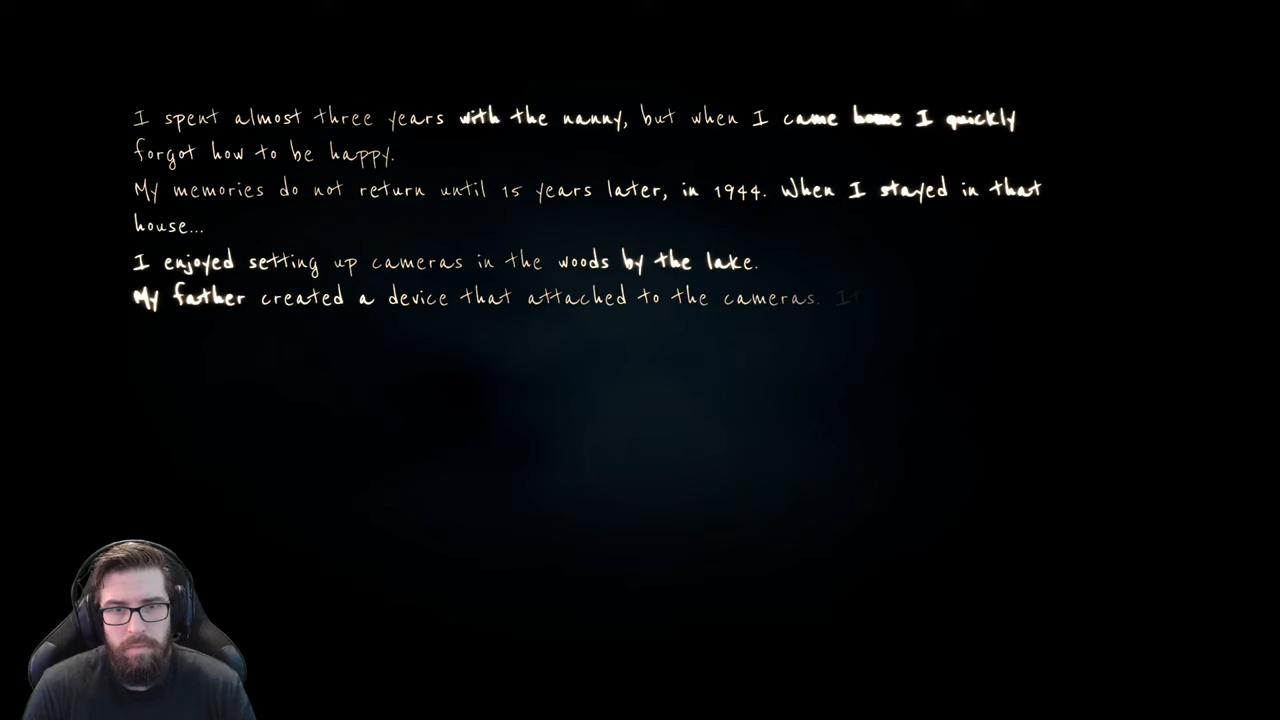 I spent almost three years with the nanny, but when I came home I quickly
forgot how to be happy.
My memories do not return until 15 years later, in 1944. When I stayed in that
house...
I enjoyed setting up cameras in the woods by the lake.
My father created a device that attached to the cameras. It